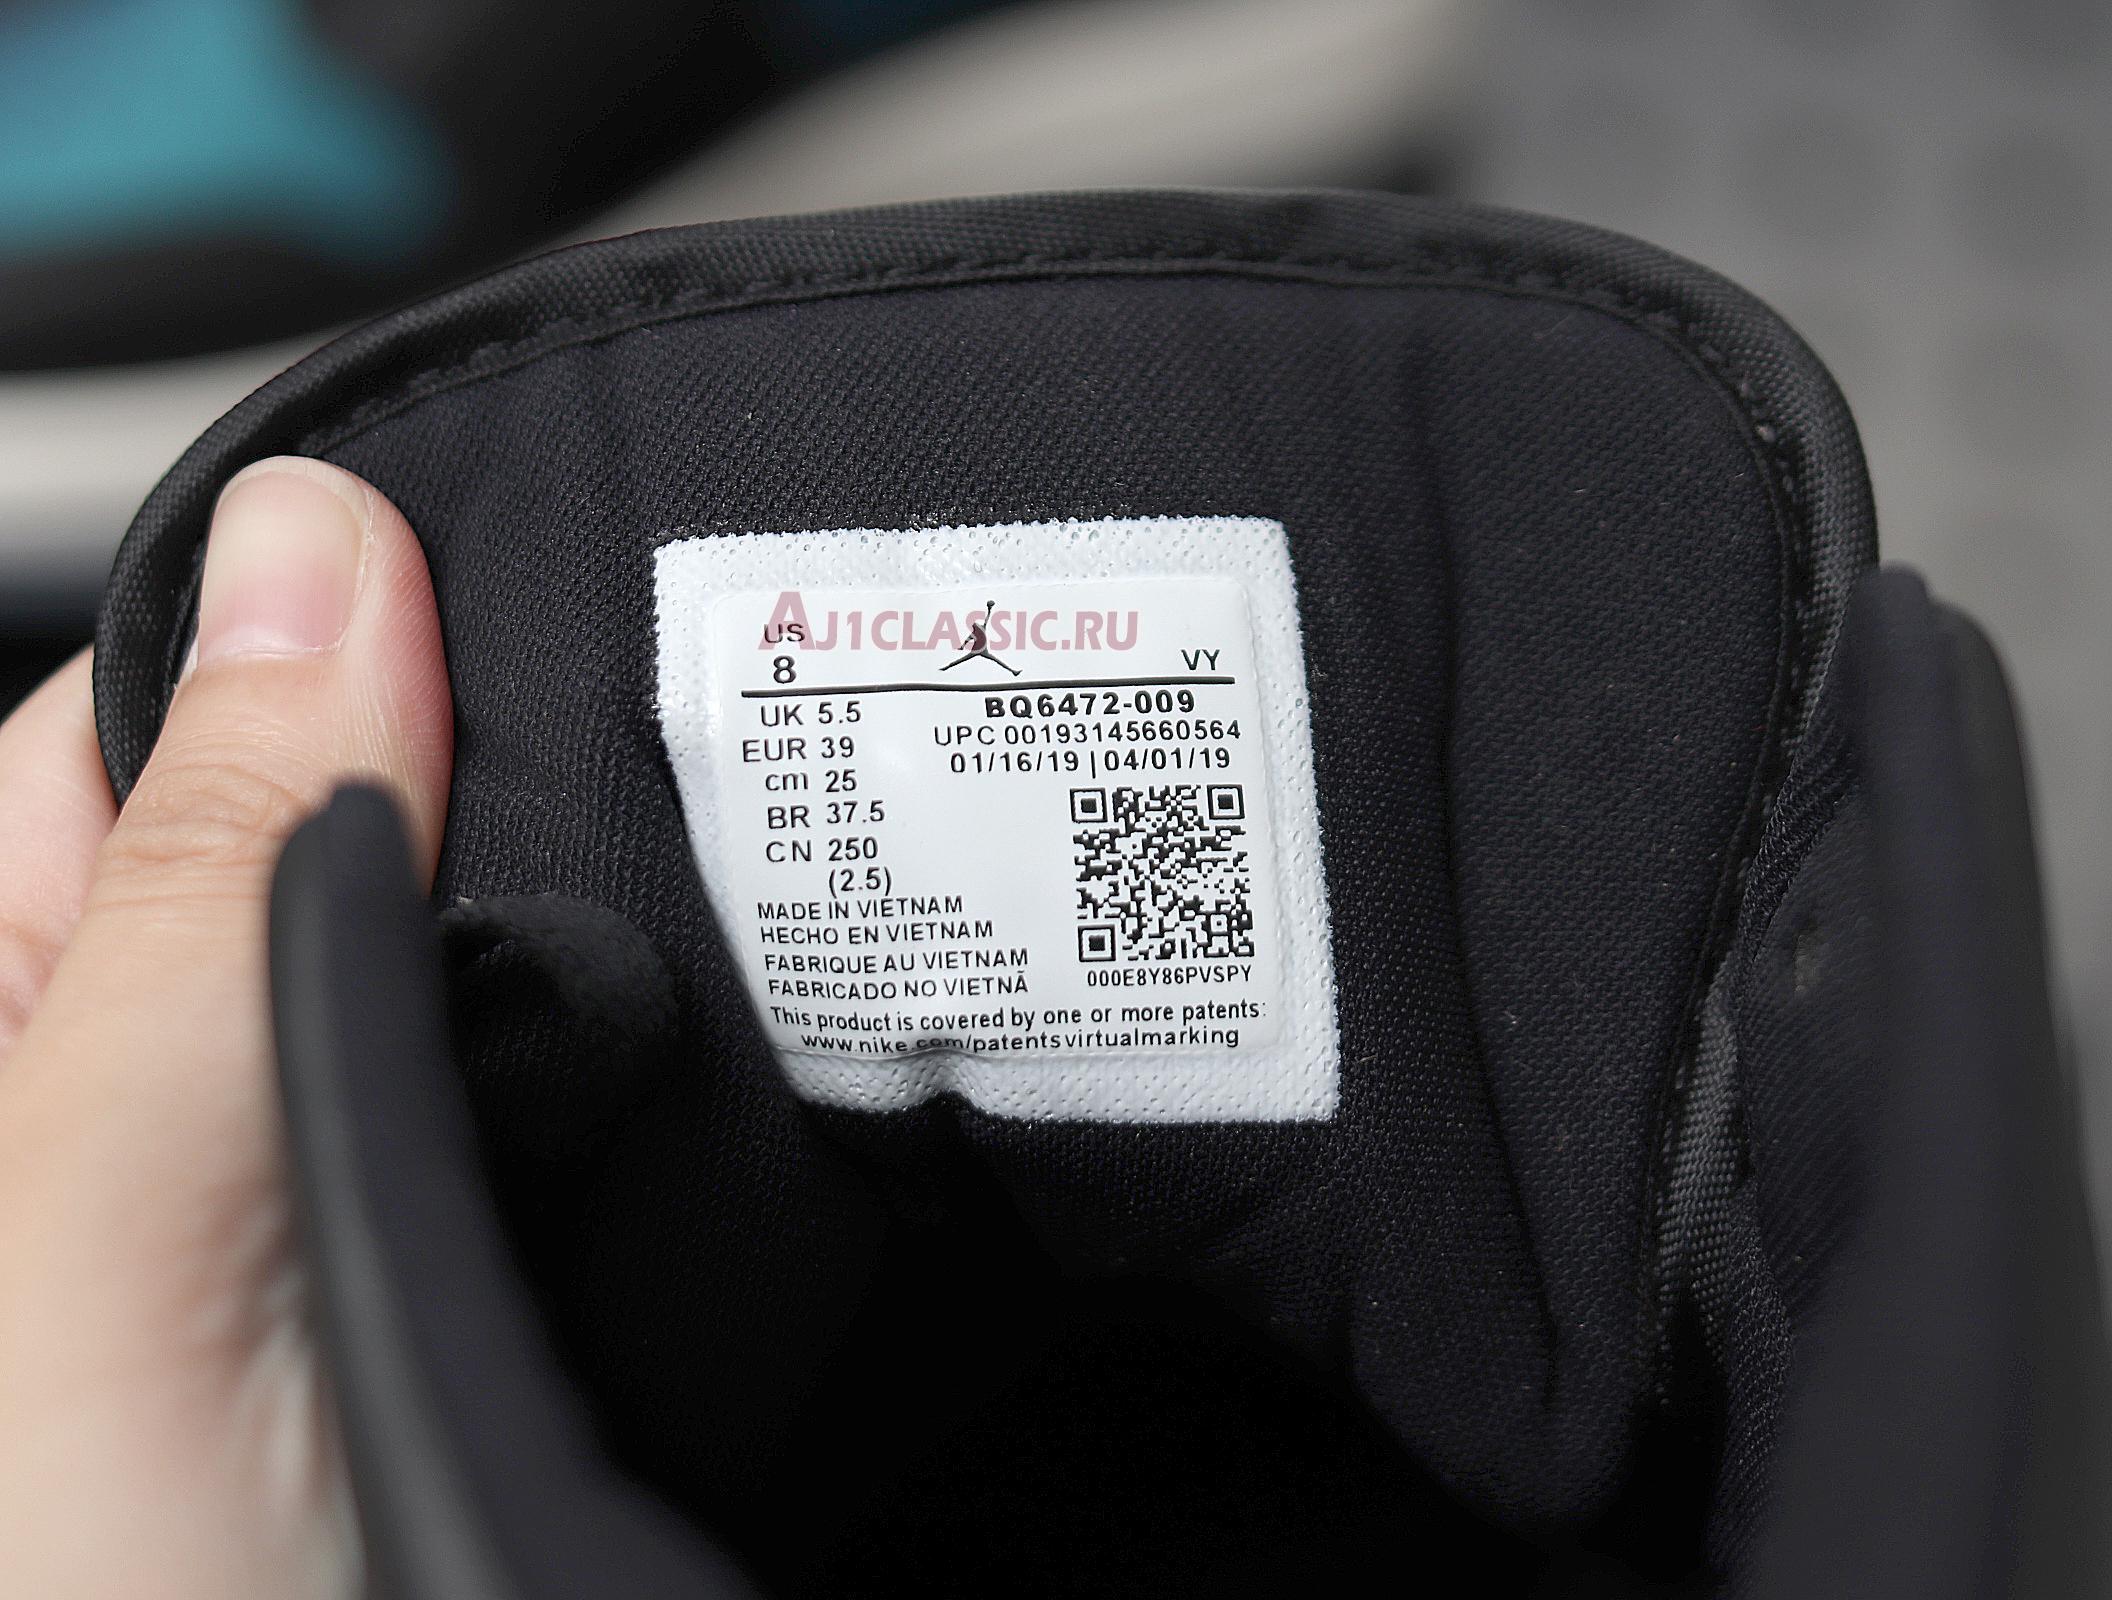 AJ1CLASSIC.RU
US
8
VY
UK 5.5
EUR 39
cm 25
BR 37.5
CN 250
(2.5)
BQ6472-009
UPC 00193145660564
01/16/19 | 04/01/19
000E8Y86PVSPY
MADE IN VIETNAM
HECHO EN VIETNAM
FABRIQUE AU VIETNAM
FABRICADO NO VIETNÃ
This product is covered by one or more patents:
www.nike.com/patentsvirtualmarking